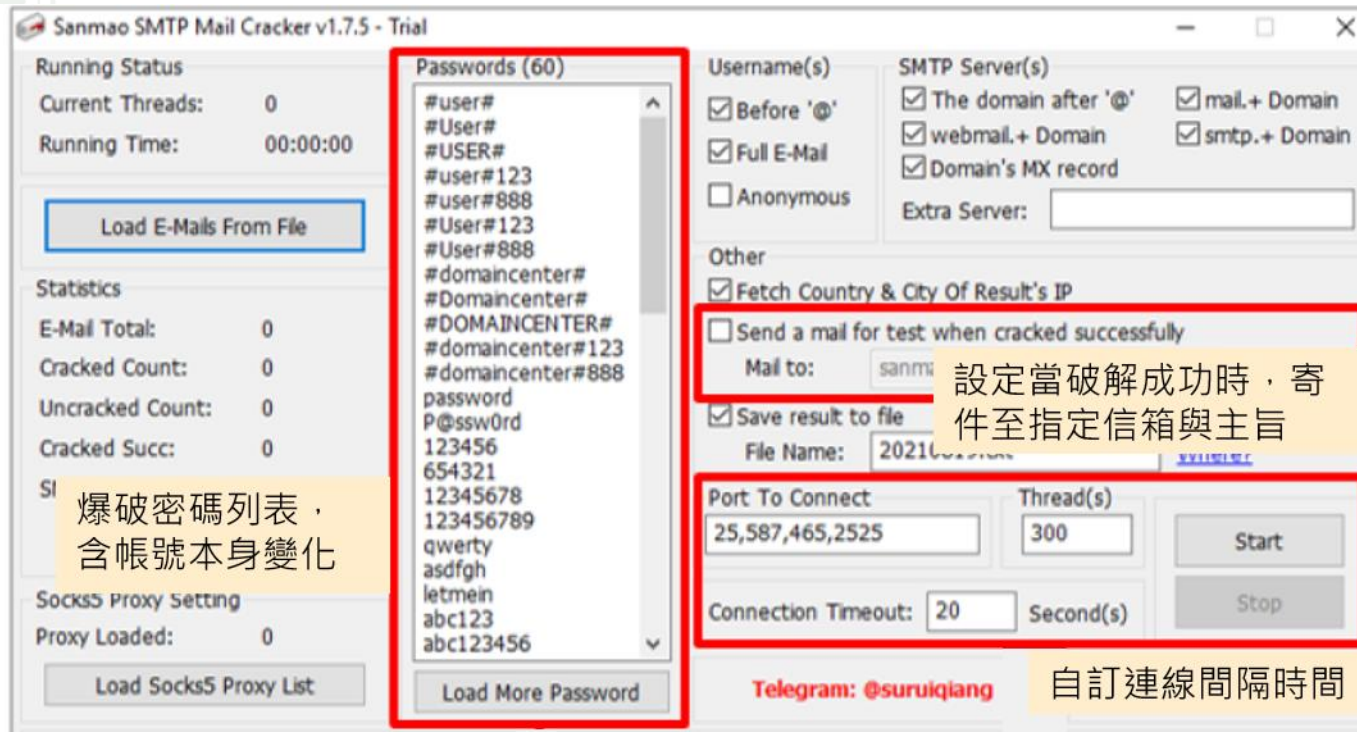 Sanmao SMTP Mail Cracker v1.7.5 - Trial
Running Status
Current Threads: 0
Running Time: 00:00:00
Load E-Mails From File
Statistics
E-Mail Total: 0
Cracked Count: 0
Uncracked Count: 0
Cracked Succ: 0
爆破密碼列表，
含帳號本身變化
Socks5 Proxy Setting
Proxy Loaded: 0
Load Socks5 Proxy List
Passwords (60)
#user#
#User#
#USER#
#user#123
#user#888
#User#123
#User#888
#domaincenter#
#Domaincenter#
#DOMAINCENTER#
#domaincenter#123
#domaincenter#888
password
P@ssw0rd
123456
654321
12345678
123456789
qwerty
asdfgh
letmein
abc123
abc123456
Load More Password
Username(s)
Before '@'
Full E-Mail
Anonymous
SMTP Server(s)
The domain after '@' mail.+ Domain
webmail.+ Domain smtp.+ Domain
Domain's MX record
Extra Server:
Other
Fetch Country & City Of Result's IP
Send a mail for test when cracked successfully
Mail to:
設定當破解成功時，寄
件至指定信箱與主旨
Save result to file
File Name:
Where?
Port To Connect
25,587,465,2525
Thread(s)
300
Start
Connection Timeout: 20 Second(s)
Stop
Telegram: @suruiqiang
自訂連線間隔時間